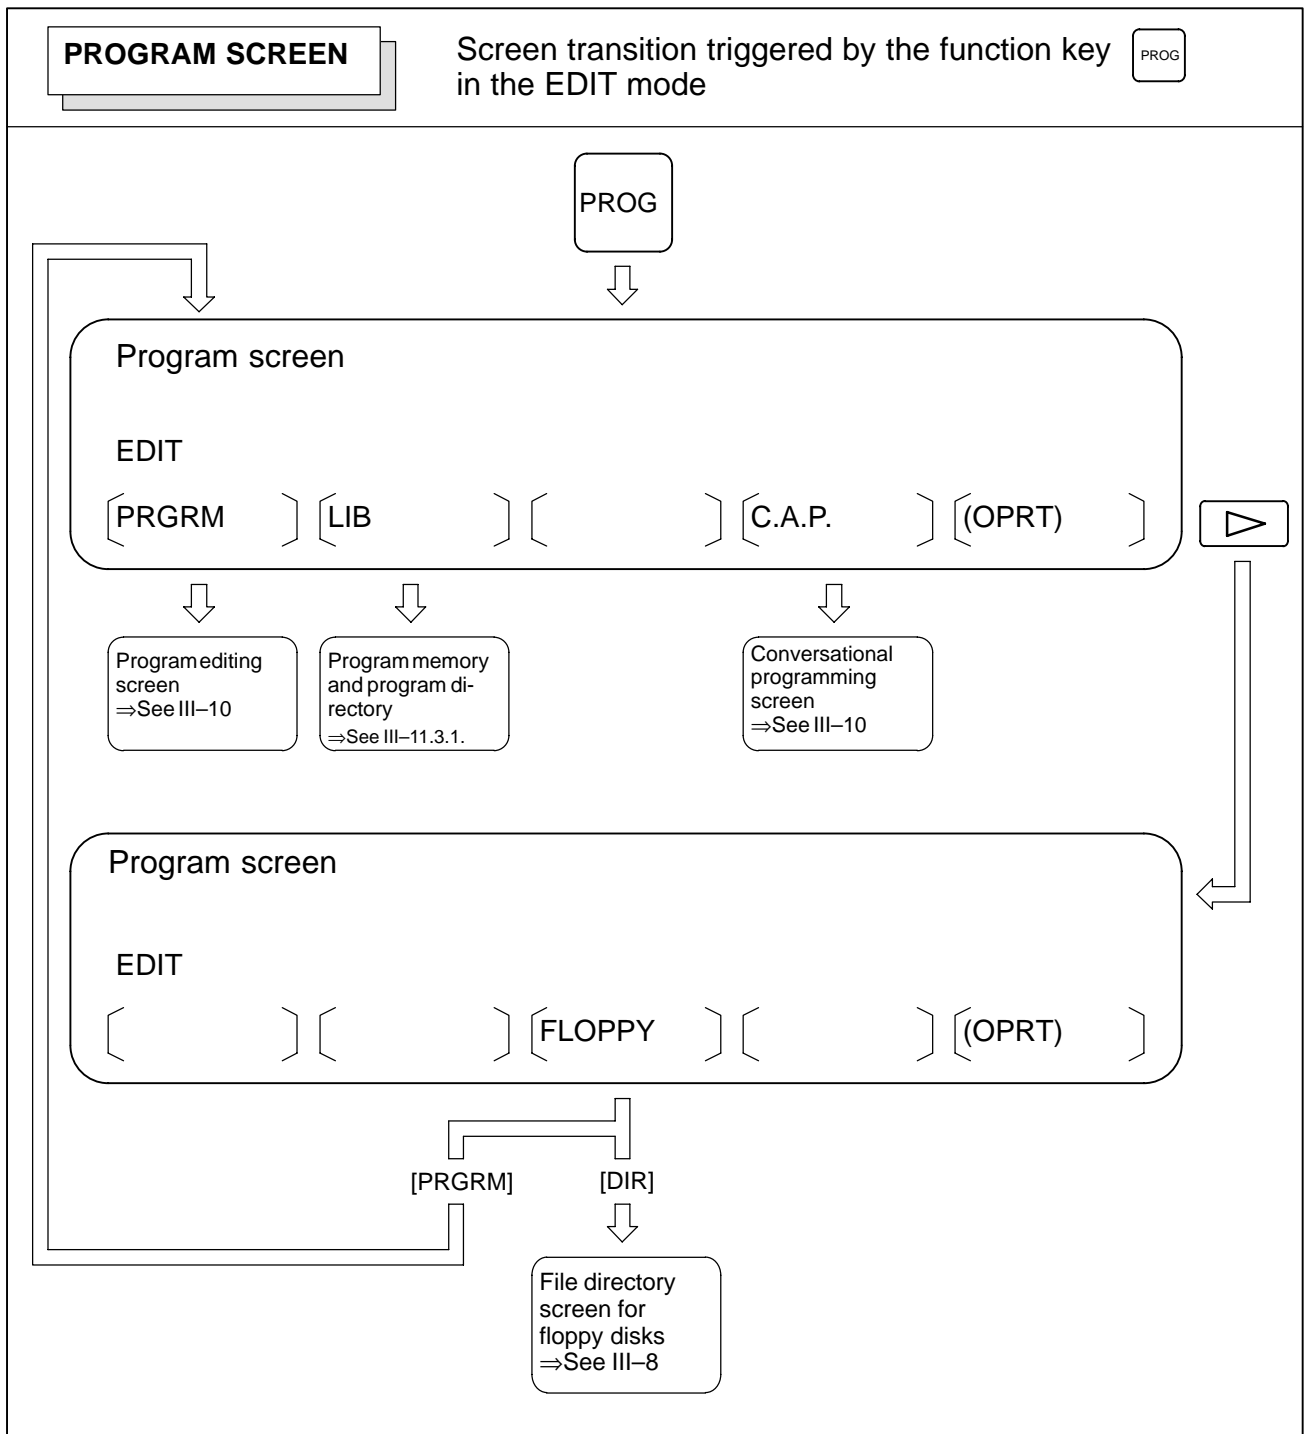 PROGRAM SCREEN
Screen transition triggered by the function key
in the EDIT mode
PROG
PROG
Program screen
EDIT
PRGRM
LIB
C.A.P.
(OPRT)
Program editing
screen
⇒See III–10
Program memory
and program di-
rectory
⇒See III–11.3.1.
Conversational
programming
screen
⇒See III–10
Program screen
EDIT
FLOPPY
(OPRT)
[PRGRM]
[DIR]
File directory
screen for
floppy disks
⇒See III–8